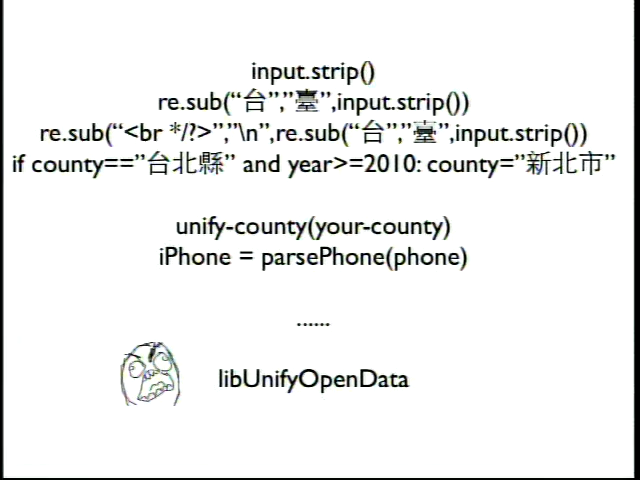 input.strip()
re.sub(“台”,”臺”,input.strip())
re.sub(“<br */?>”,”\n”,re.sub(“台”,”臺”,input.strip())
if county==”台北縣” and year>=2010: county=”新北市”
unify-county(your-county)
iPhone = parsePhone(phone)
......
libUnifyOpenData